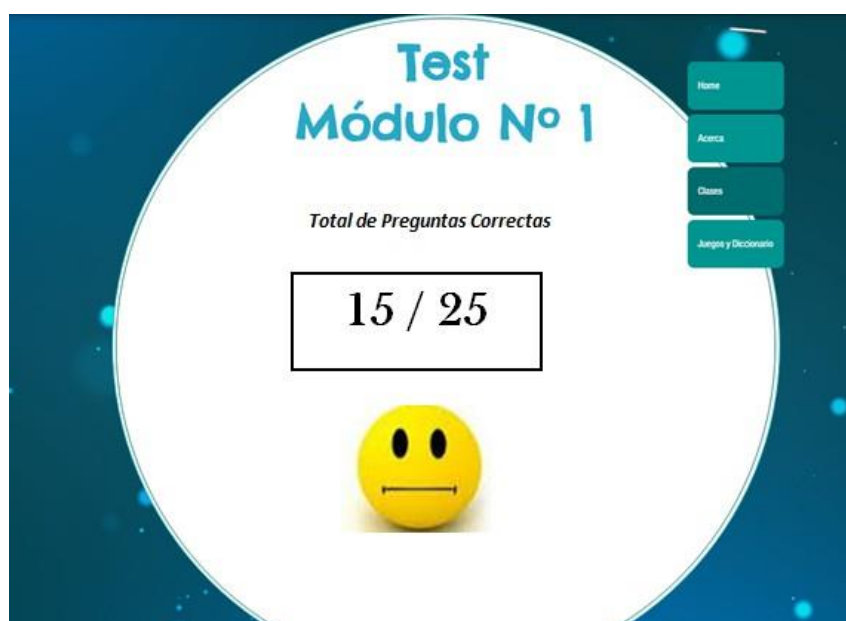 Test
Módulo Nº 1
Total de Preguntas Correctas
15 / 25
Home
Acerca
Clases
Juegos y Diccionario